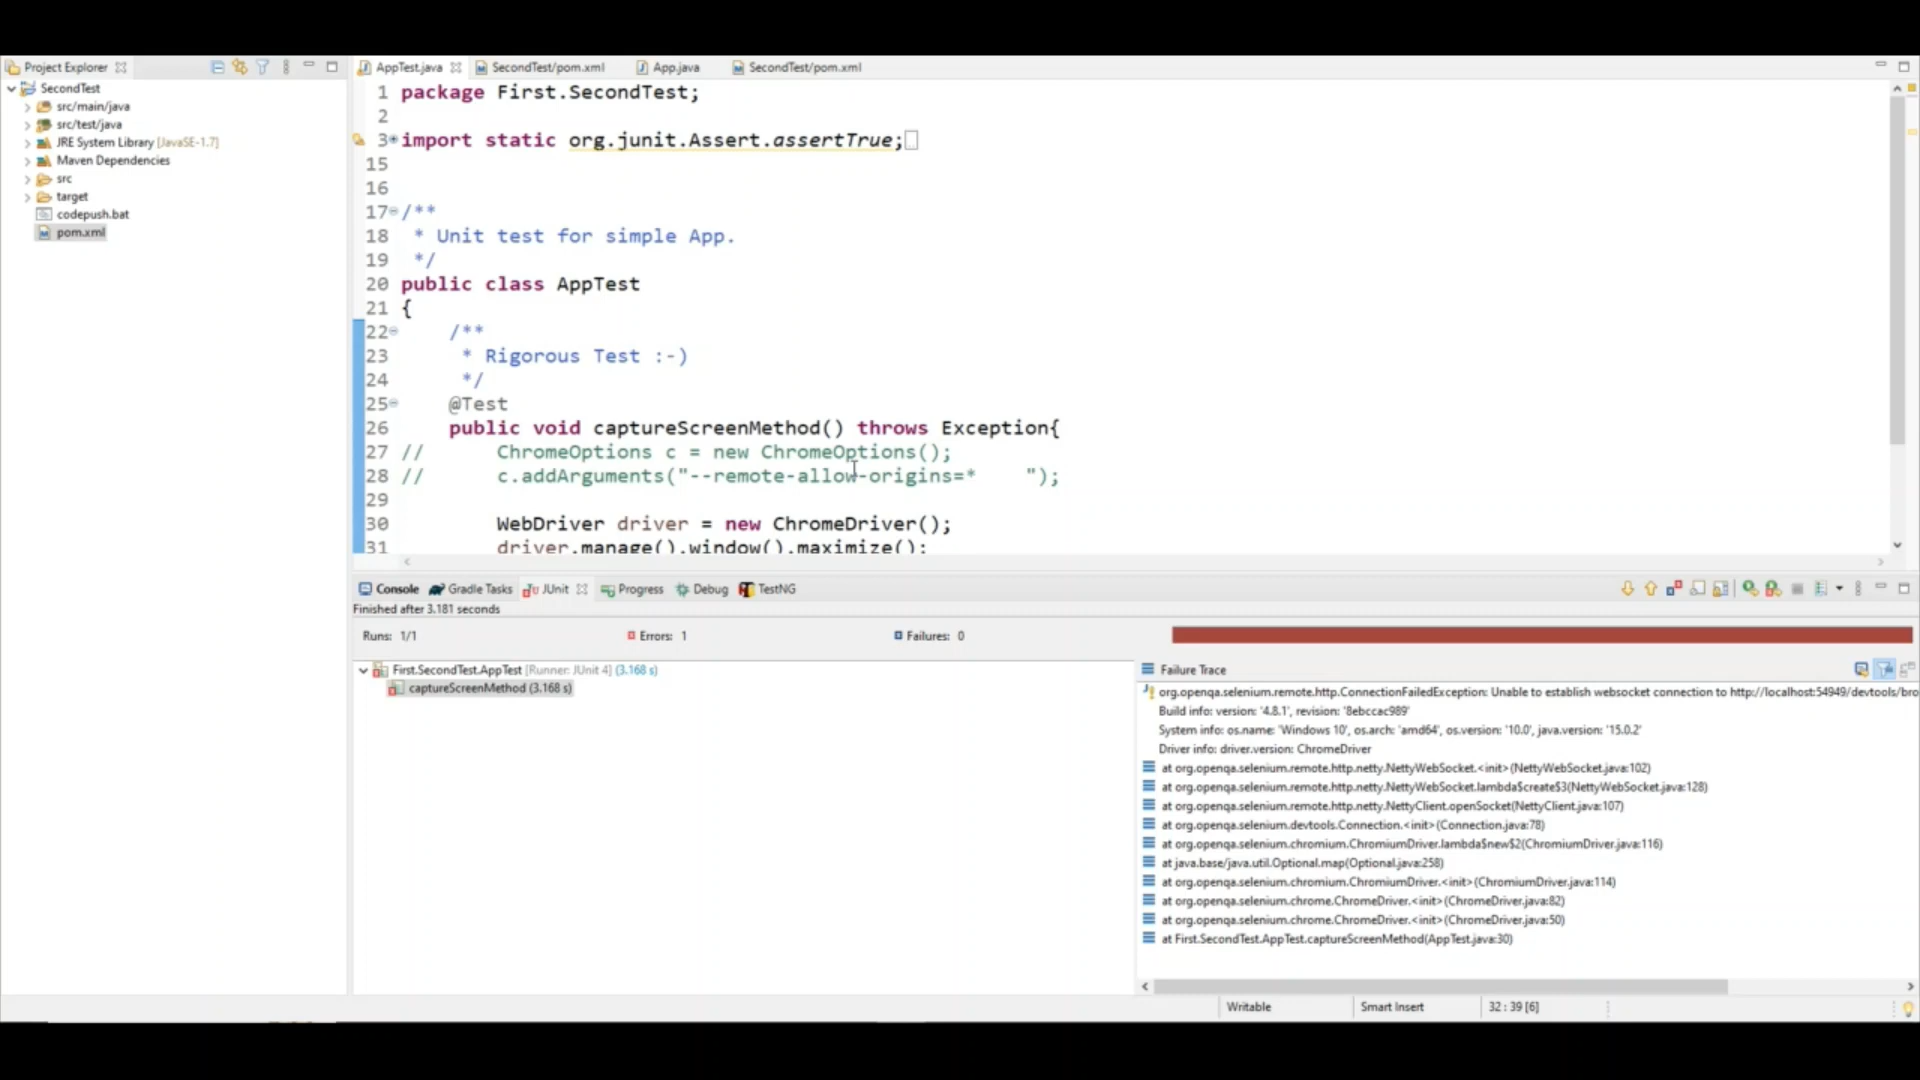 Project Explorer
AppTest.java
SecondTest/pom.xml
App.java
SecondTest/pom.xml
SecondTest
src/main/java
src/test/java
JRE System Library [JavaSE-1.7]
Maven Dependencies
src
target
codepush.bat
pom.xml
1 package First.SecondTest;
2
3 import static org.junit.Assert.assertTrue;
15
16
17 /**
18 * Unit test for simple App.
19 */
20 public class AppTest
21 {
22 /**
23 * Rigorous Test :-)
24 */
25 @Test
26 public void captureScreenMethod() throws Exception{
27 // ChromeOptions c = new ChromeOptions();
28 // c.addArguments("--remote-allow-origins=* ");
29
30 WebDriver driver = new ChromeDriver();
31 driver.manage().window().maximize();
Console Gradle Tasks JUnit Progress Debug TestNG
Finished after 3.181 seconds
Runs: 1/1 Errors: 1 Failures: 0
First.SecondTest.AppTest [Runner: JUnit 4] (3.168 s)
captureScreenMethod (3.168 s)
Failure Trace
org.openqa.selenium.remote.http.ConnectionFailedException: Unable to establish websocket connection to http://localhost:54949/devtools/bro
Build info: version: '4.8.1', revision: '8ebccac989'
System info: os.name: 'Windows 10', os.arch: 'amd64', os.version: '10.0', java.version: '15.0.2'
Driver info: driver.version: ChromeDriver
at org.openqa.selenium.remote.http.netty.NettyWebSocket.<init>(NettyWebSocket.java:102)
at org.openqa.selenium.remote.http.netty.NettyWebSocket.lambda$create$3(NettyWebSocket.java:128)
at org.openqa.selenium.remote.http.netty.NettyClient.openSocket(NettyClient.java:107)
at org.openqa.selenium.devtools.Connection.<init>(Connection.java:78)
at org.openqa.selenium.chromium.ChromiumDriver.lambda$new$2(ChromiumDriver.java:116)
at java.base/java.util.Optional.map(Optional.java:258)
at org.openqa.selenium.chromium.ChromiumDriver.<init>(ChromiumDriver.java:114)
at org.openqa.selenium.chrome.ChromeDriver.<init>(ChromeDriver.java:82)
at org.openqa.selenium.chrome.ChromeDriver.<init>(ChromeDriver.java:50)
at First.SecondTest.AppTest.captureScreenMethod(AppTest.java:30)
Writable Smart Insert 32 : 39 [6]